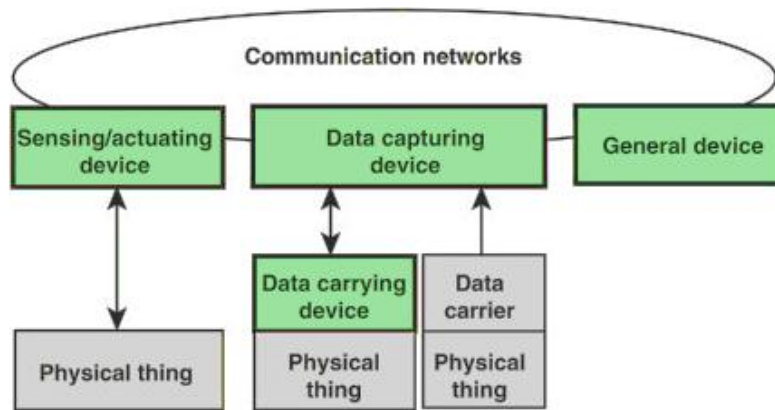 Communication networks
Sensing/actuating
device
Data capturing
device
General device
Data carrying
device
Data
carrier
Physical thing
Physical
thing
Physical
thing